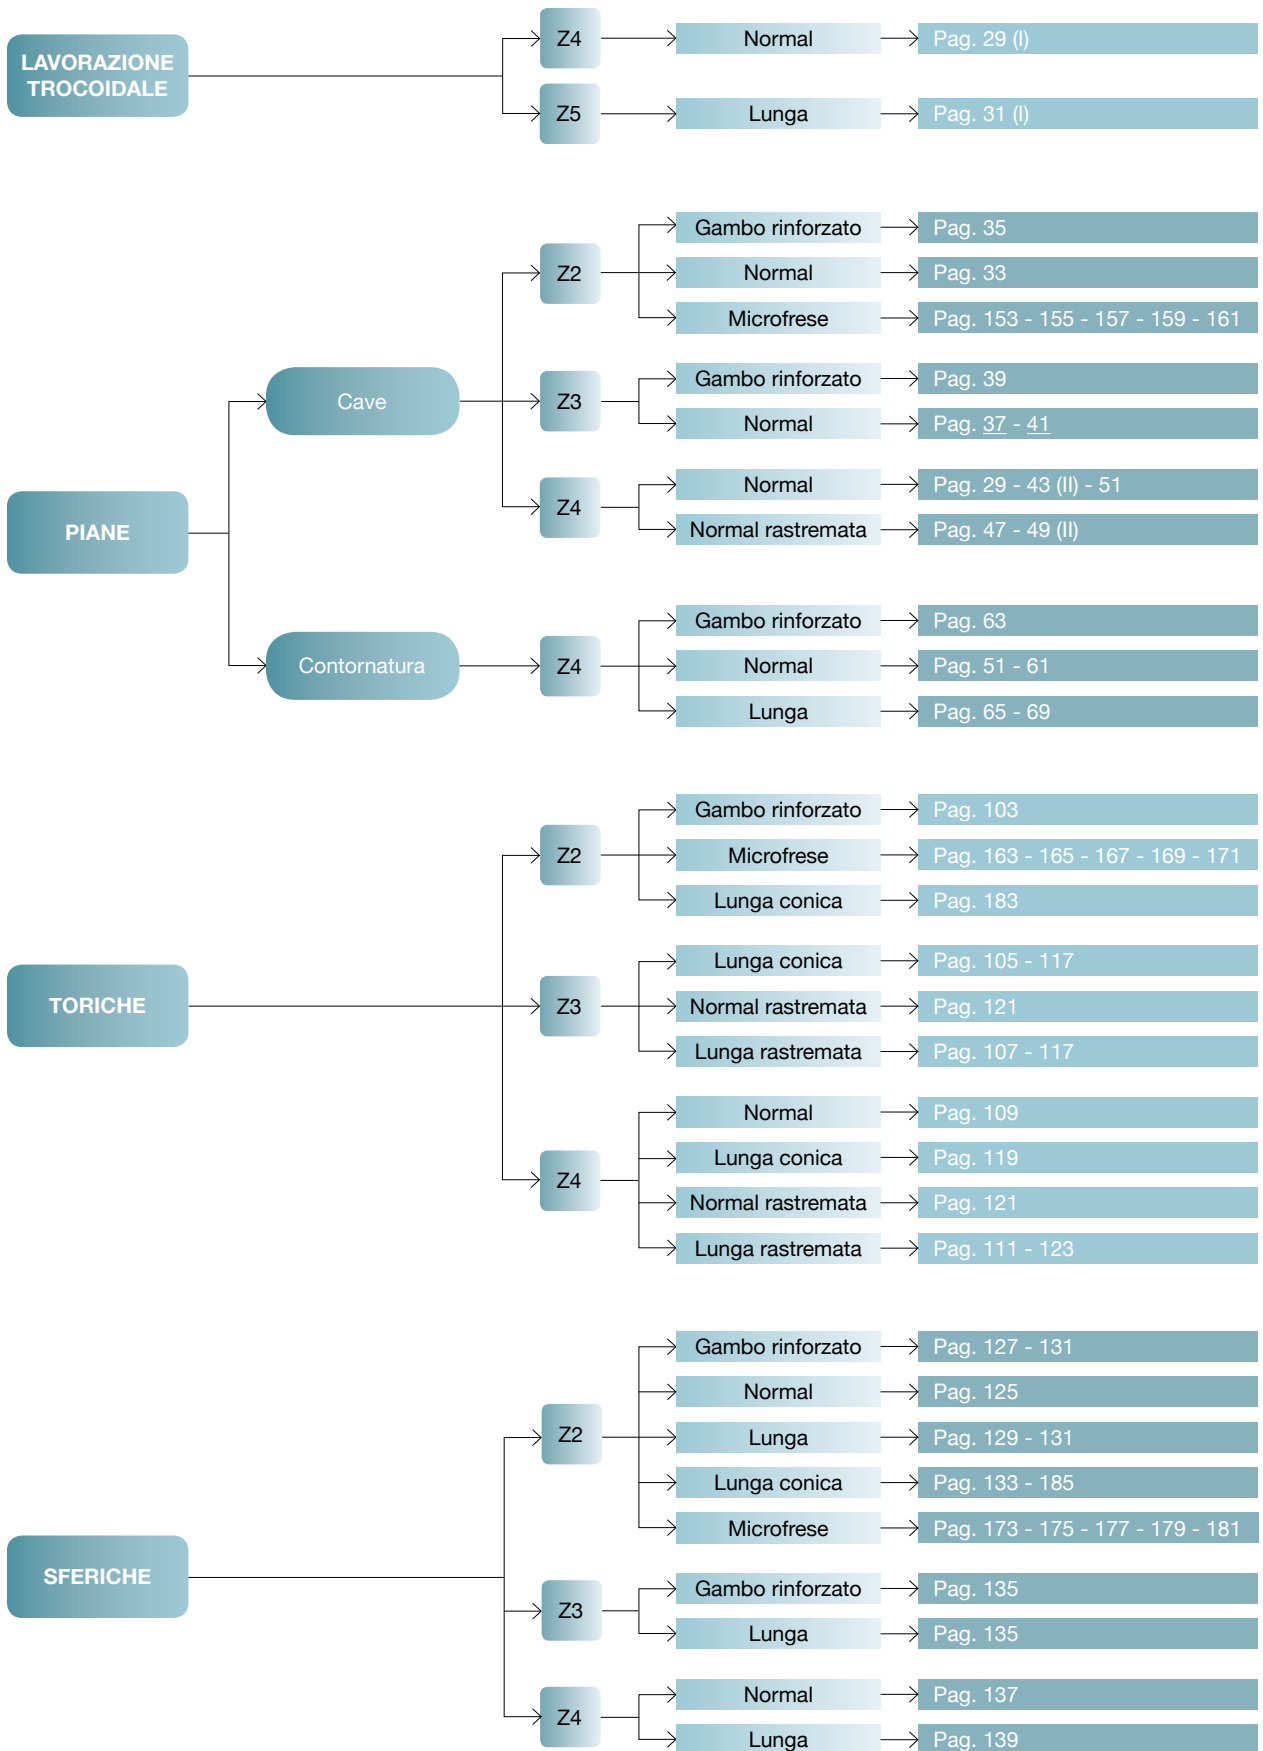 LAVORAZIONE
TROCOIDALE
Z4
Normal
Pag. 29 (I)
Z5
Lunga
Pag. 31 (I)
PIANE
Cave
Z2
Gambo rinforzato
Pag. 35
Normal
Pag. 33
Microfrese
Pag. 153 - 155 - 157 - 159 - 161
Z3
Gambo rinforzato
Pag. 39
Normal
Pag. 37 - 41
Z4
Normal
Pag. 29 - 43 (II) - 51
Normal rastremata
Pag. 47 - 49 (II)
Contornatura
Z4
Gambo rinforzato
Pag. 63
Normal
Pag. 51 - 61
Lunga
Pag. 65 - 69
TORICHE
Z2
Gambo rinforzato
Pag. 103
Microfrese
Pag. 163 - 165 - 167 - 169 - 171
Lunga conica
Pag. 183
Z3
Lunga conica
Pag. 105 - 117
Normal rastremata
Pag. 121
Lunga rastremata
Pag. 107 - 117
Z4
Normal
Pag. 109
Lunga conica
Pag. 119
Normal rastremata
Pag. 121
Lunga rastremata
Pag. 111 - 123
SFERICHE
Z2
Gambo rinforzato
Pag. 127 - 131
Normal
Pag. 125
Lunga
Pag. 129 - 131
Lunga conica
Pag. 133 - 185
Microfrese
Pag. 173 - 175 - 177 - 179 - 181
Z3
Gambo rinforzato
Pag. 135
Lunga
Pag. 135
Z4
Normal
Pag. 137
Lunga
Pag. 139